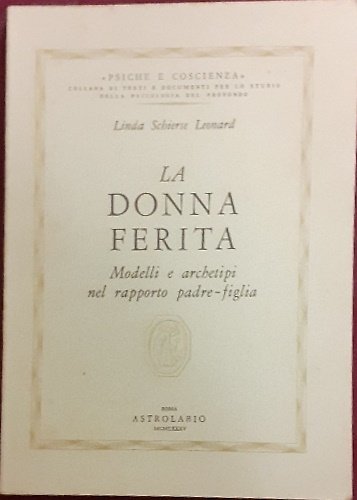 «PSICHE E COSCIENZA»
COLLANA DI TESTI E DOCUMENTI PER LO STUDIO
DELLA PSICOLOGIA DEL PROFONDO
Linda Schierse Leonard
LA
DONNA
FERITA
Modelli e archetipi
nel rapporto padre-figlia
ROMA
ASTROLABIO
MCMLXXXV